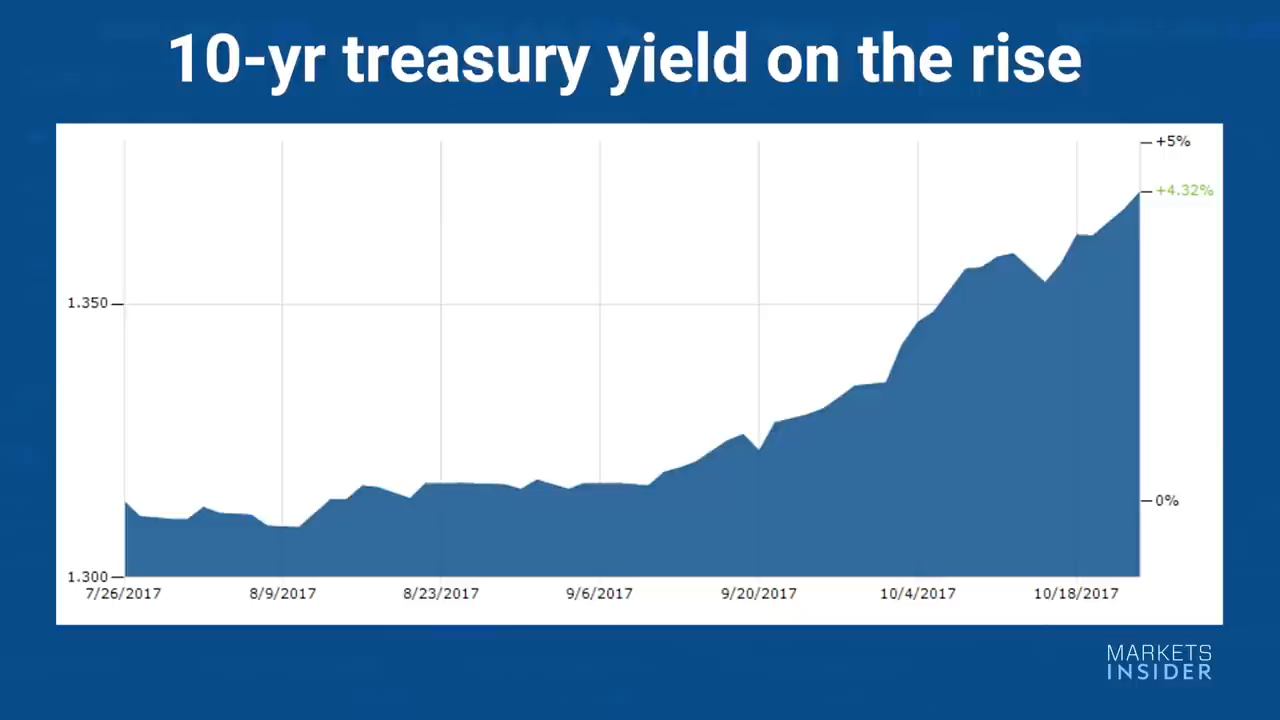 10-yr treasury yield on the rise
+5%
+4.32%
1.350
0%
1.300
7/26/2017 8/9/2017 8/23/2017 9/6/2017 9/20/2017 10/4/2017 10/18/2017
MARKETS
INSIDER